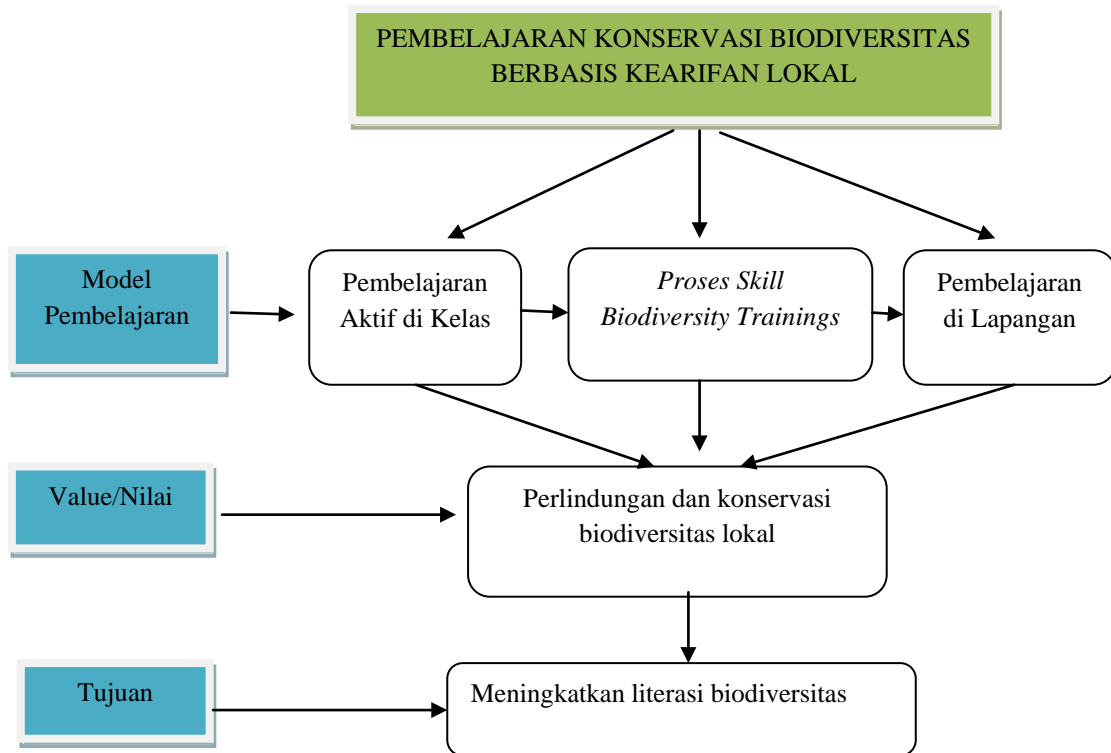 PEMBELAJARAN KONSERVASI BIODIVERSITAS
BERBASIS KEARIFAN LOKAL
Model
Pembelajaran
Pembelajaran
Aktif di Kelas
Proses Skill
Biodiversity Trainings
Pembelajaran
di Lapangan
Value/Nilai
Perlindungan dan konservasi
biodiversitas lokal
Tujuan
Meningkatkan literasi biodiversitas